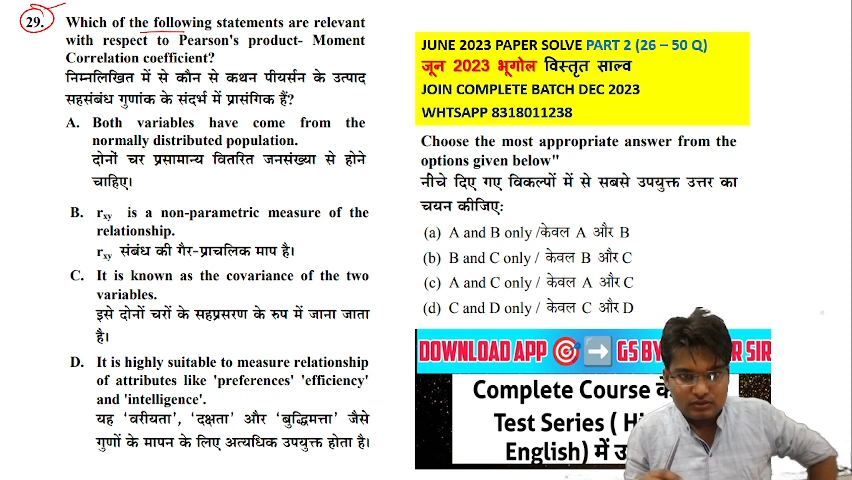 29. Which of the following statements are relevant
with respect to Pearson's product- Moment
Correlation coefficient?
निम्नलिखित में से कौन से कथन पीयर्सन के उत्पाद
सहसंबंध गुणांक के संदर्भ में प्रासंगिक हैं?
A. Both variables have come from the
normally distributed population.
दोनों चर प्रसामान्य वितरित जनसंख्या से होने
चाहिए।
B. rxy is a non-parametric measure of the
relationship.
rxy संबंध की गैर-प्राचलिक माप है।
C. It is known as the covariance of the two
variables.
इसे दोनों चरों के सहप्रसरण के रुप में जाना जाता
है।
D. It is highly suitable to measure relationship
of attributes like 'preferences' 'efficiency'
and 'intelligence'.
यह 'वरीयता', 'दक्षता' और 'बुद्धिमत्ता' जैसे
गुणों के मापन के लिए अत्यधिक उपयुक्त होता है।
JUNE 2023 PAPER SOLVE PART 2 (26 – 50 Q)
जून 2023 भूगोल विस्तृत साल्व
JOIN COMPLETE BATCH DEC 2023
WHTSAPP 8318011238
Choose the most appropriate answer from the
options given below"
नीचे दिए गए विकल्पों में से सबसे उपयुक्त उत्तर का
चयन कीजिए:
(a) A and B only /केवल A और B
(b) B and C only / केवल B और C
(c) A and C only / केवल A और C
(d) C and D only / केवल C और D
DOWNLOAD APP GS BY R SIR
Complete Course
Test Series ( H
English) में